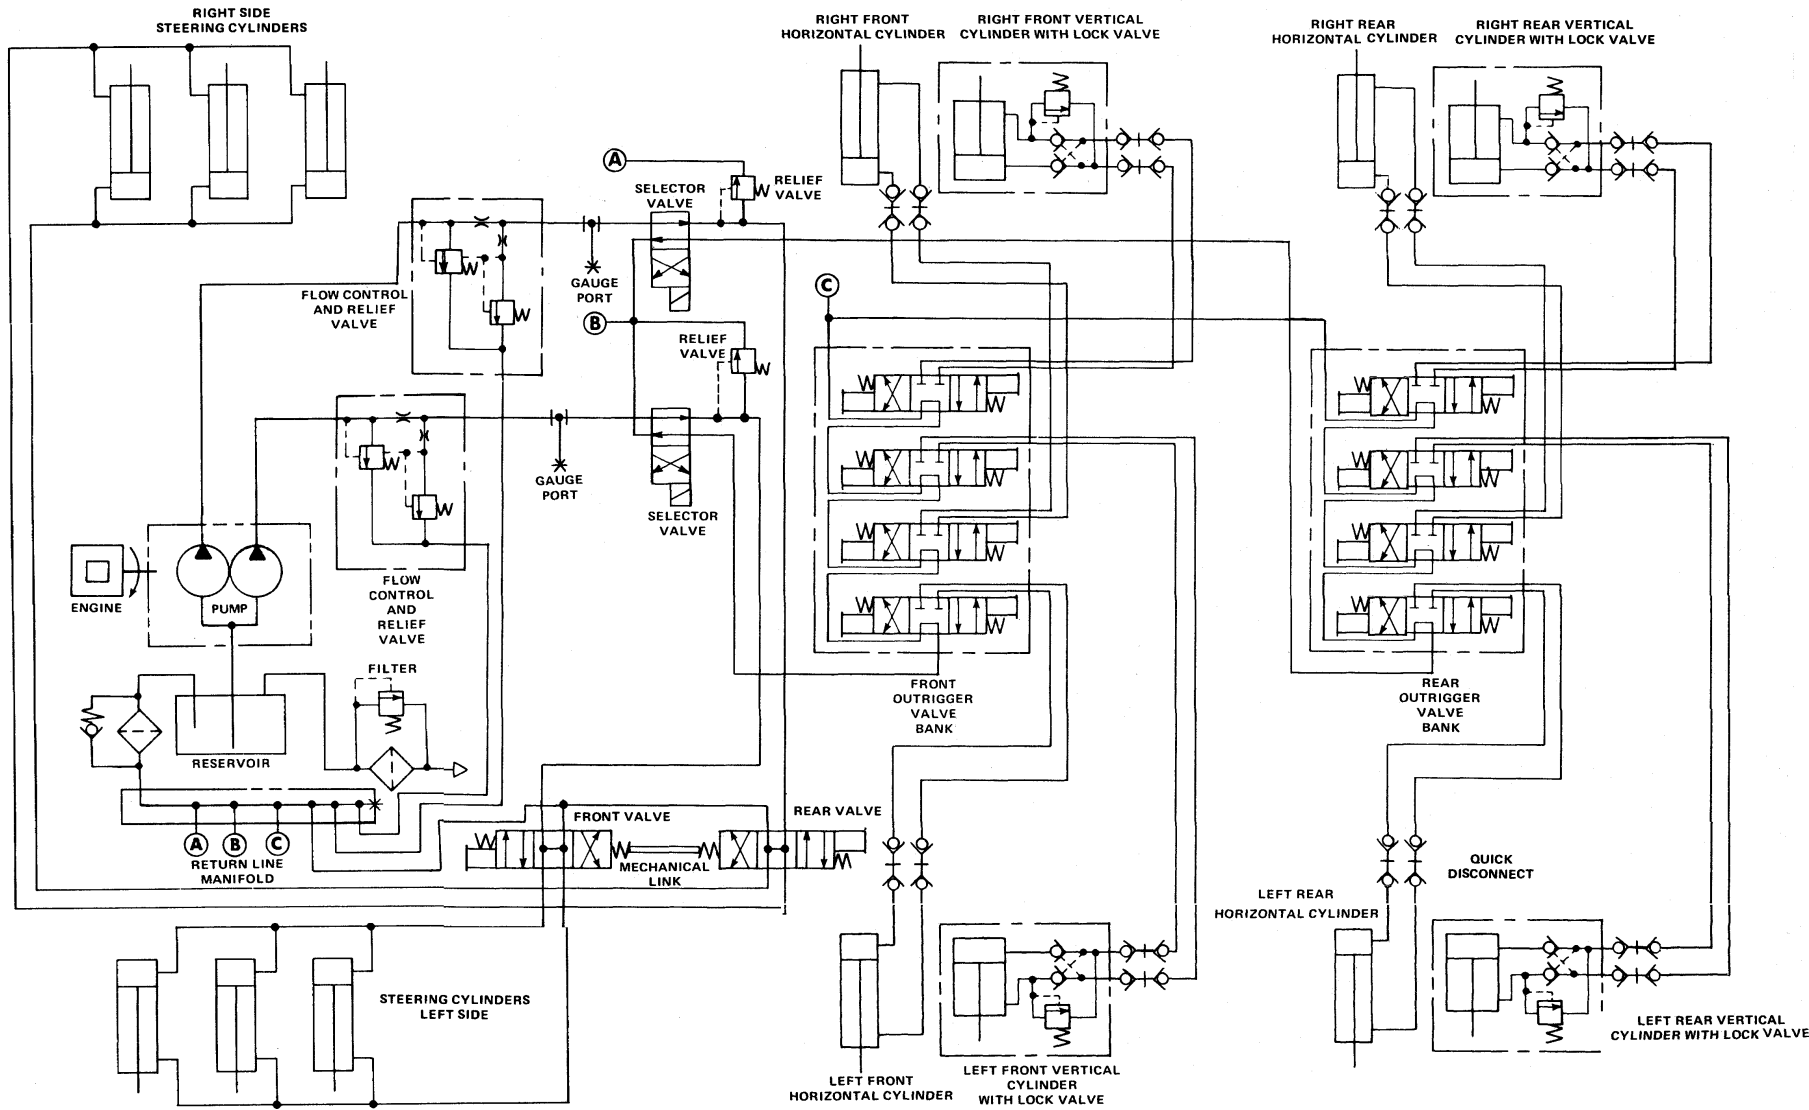 RIGHT SIDE
STEERING CYLINDERS
RIGHT FRONT
HORIZONTAL CYLINDER
RIGHT FRONT VERTICAL
CYLINDER WITH LOCK VALVE
RIGHT REAR
HORIZONTAL CYLINDER
RIGHT REAR VERTICAL
CYLINDER WITH LOCK VALVE
A
SELECTOR
VALVE
RELIEF
VALVE
FLOW CONTROL
AND RELIEF
VALVE
GAUGE
PORT
B
C
RELIEF
VALVE
GAUGE
PORT
SELECTOR
VALVE
ENGINE
PUMP
FLOW
CONTROL
AND
RELIEF
VALVE
FILTER
RESERVOIR
FRONT
OUTRIGGER
VALVE
BANK
REAR
OUTRIGGER
VALVE
BANK
A
B
C
RETURN LINE
MANIFOLD
FRONT VALVE
REAR VALVE
MECHANICAL
LINK
QUICK
DISCONNECT
LEFT REAR
HORIZONTAL CYLINDER
STEERING CYLINDERS
LEFT SIDE
LEFT FRONT
HORIZONTAL CYLINDER
LEFT FRONT VERTICAL
CYLINDER
WITH LOCK VALVE
LEFT REAR VERTICAL
CYLINDER WITH LOCK VALVE